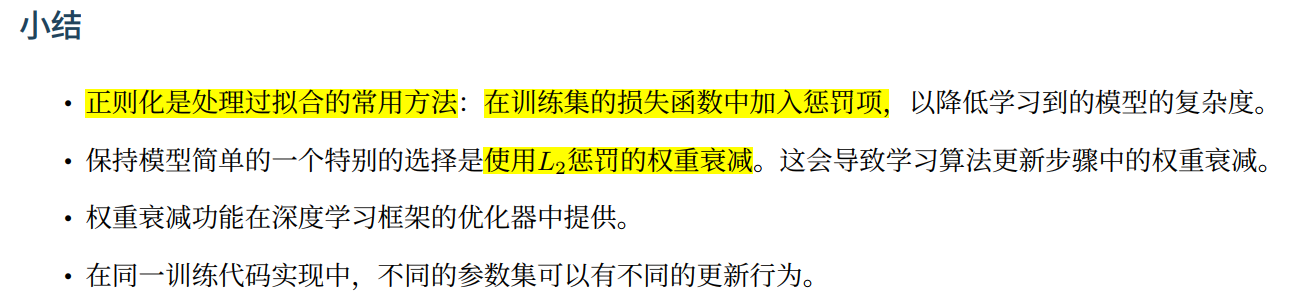 小结
• 正则化是处理过拟合的常用方法：在训练集的损失函数中加入惩罚项，以降低学习到的模型的复杂度。
• 保持模型简单的一个特别的选择是使用L₂惩罚的权重衰减。这会导致学习算法更新步骤中的权重衰减。
• 权重衰减功能在深度学习框架的优化器中提供。
• 在同一训练代码实现中，不同的参数集可以有不同的更新行为。